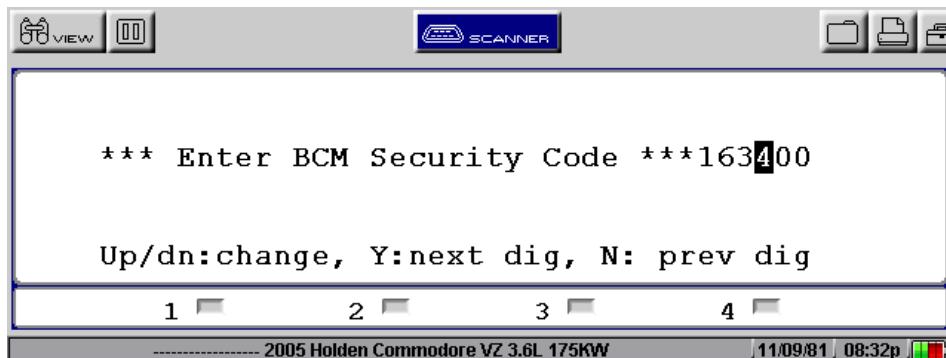 VIEW SCANNER
*** Enter BCM Security Code ***163400
Up/dn:change, Y:next dig, N: prev dig
1 2 3 4
------------------ 2005 Holden Commodore VZ 3.6L 175KW 11/09/81 08:32p